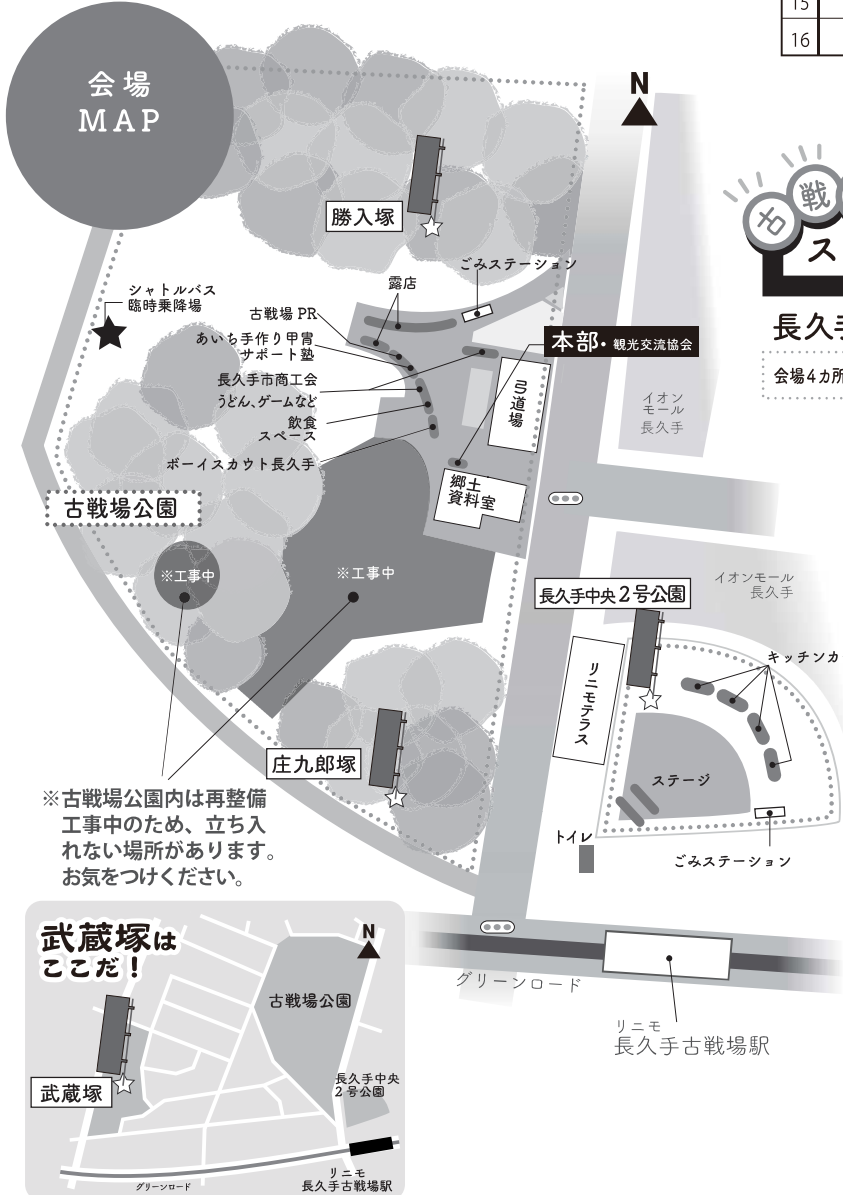 会場
MAP
15
16
N
古戦
ス
長久
会場4カ所
勝入塚
ごみステーション
露店
シャトルバス
臨時乗降場
古戦場 PR
あいち手作り甲冑
サポート塾
長久手市商工会
うどん、ゲームなど
飲食
スペース
ボーイスカウト長久手
本部・観光交流協会
弓道場
イオン
モール
長久手
郷土
資料室
古戦場公園
※工事中
※工事中
長久手中央2号公園
イオンモール
長久手
キッチンカ
リニモテラス
ステージ
庄九郎塚
トイレ
ごみステーション
※古戦場公園内は再整備
工事中のため、立ち入
れない場所があります。
お気をつけください。
グリーンロード
リニモ
長久手古戦場駅
武蔵塚は
ここだ！
N
古戦場公園
武蔵塚
長久手中央
2号公園
グリーンロード
リニモ
長久手古戦場駅